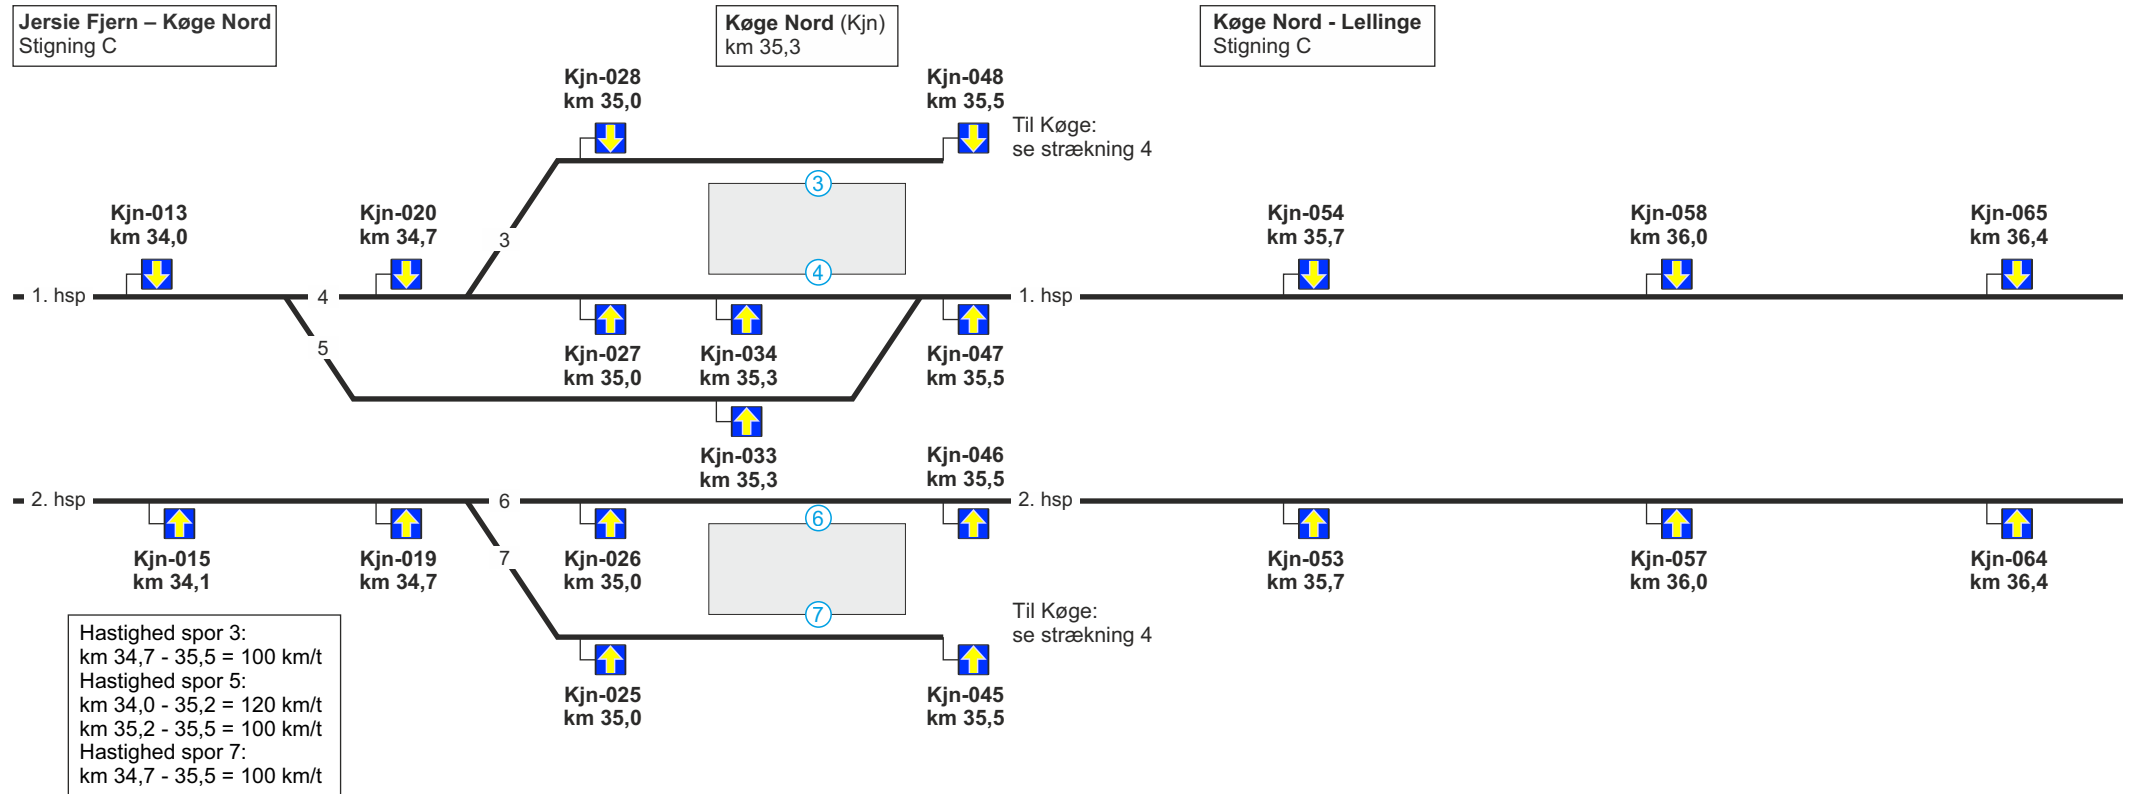 Jersie Fjern – Køge Nord
Stigning C
Køge Nord (Kjn)
km 35,3
Køge Nord - Lellinge
Stigning C
Kjn-028
km 35,0
Kjn-048
km 35,5
Til Køge:
se strækning 4
3
Kjn-013
km 34,0
Kjn-020
km 34,7
3
Kjn-054
km 35,7
Kjn-058
km 36,0
Kjn-065
km 36,4
4
1. hsp
4
1. hsp
5
Kjn-027
km 35,0
Kjn-034
km 35,3
Kjn-047
km 35,5
Kjn-033
km 35,3
Kjn-046
km 35,5
2. hsp
6
2. hsp
6
Kjn-015
km 34,1
Kjn-019
km 34,7
7
Kjn-026
km 35,0
Kjn-053
km 35,7
Kjn-057
km 36,0
Kjn-064
km 36,4
7
Til Køge:
se strækning 4
Kjn-025
km 35,0
Kjn-045
km 35,5
Hastighed spor 3:
km 34,7 - 35,5 = 100 km/t
Hastighed spor 5:
km 34,0 - 35,2 = 120 km/t
km 35,2 - 35,5 = 100 km/t
Hastighed spor 7:
km 34,7 - 35,5 = 100 km/t